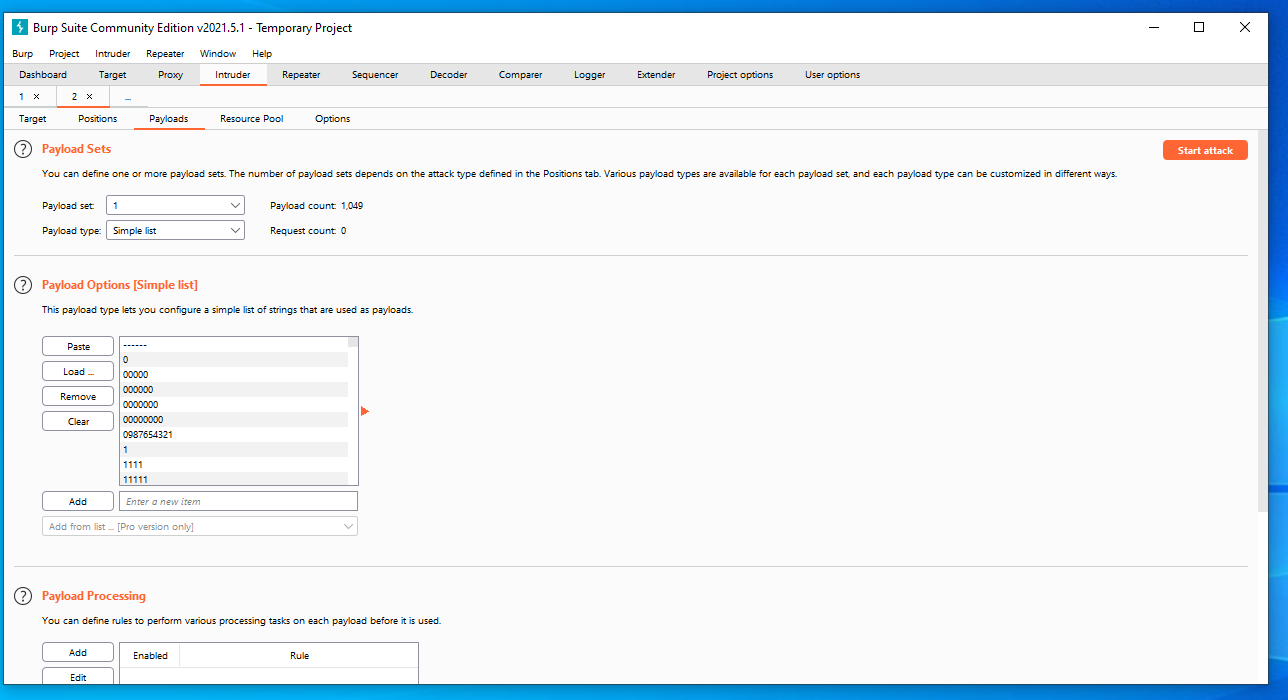 Burp Suite Community Edition v2021.5.1 - Temporary Project
Burp Project Intruder Repeater Window Help
Dashboard Target Proxy Intruder Repeater Sequencer Decoder Comparer Logger Extender Project options User options
1 × 2 × ...
Target Positions Payloads Resource Pool Options
? Payload Sets
Start attack
You can define one or more payload sets. The number of payload sets depends on the attack type defined in the Positions tab. Various payload types are available for each payload set, and each payload type can be customized in different ways.
Payload set: 1 Payload count: 1,049
Payload type: Simple list Request count: 0
? Payload Options [Simple list]
This payload type lets you configure a simple list of strings that are used as payloads.
Paste
Load ...
Remove
Clear
------
0
00000
000000
0000000
00000000
0987654321
1
1111
11111
Add Enter a new item
Add from list ... [Pro version only]
? Payload Processing
You can define rules to perform various processing tasks on each payload before it is used.
Add Enabled Rule
Edit